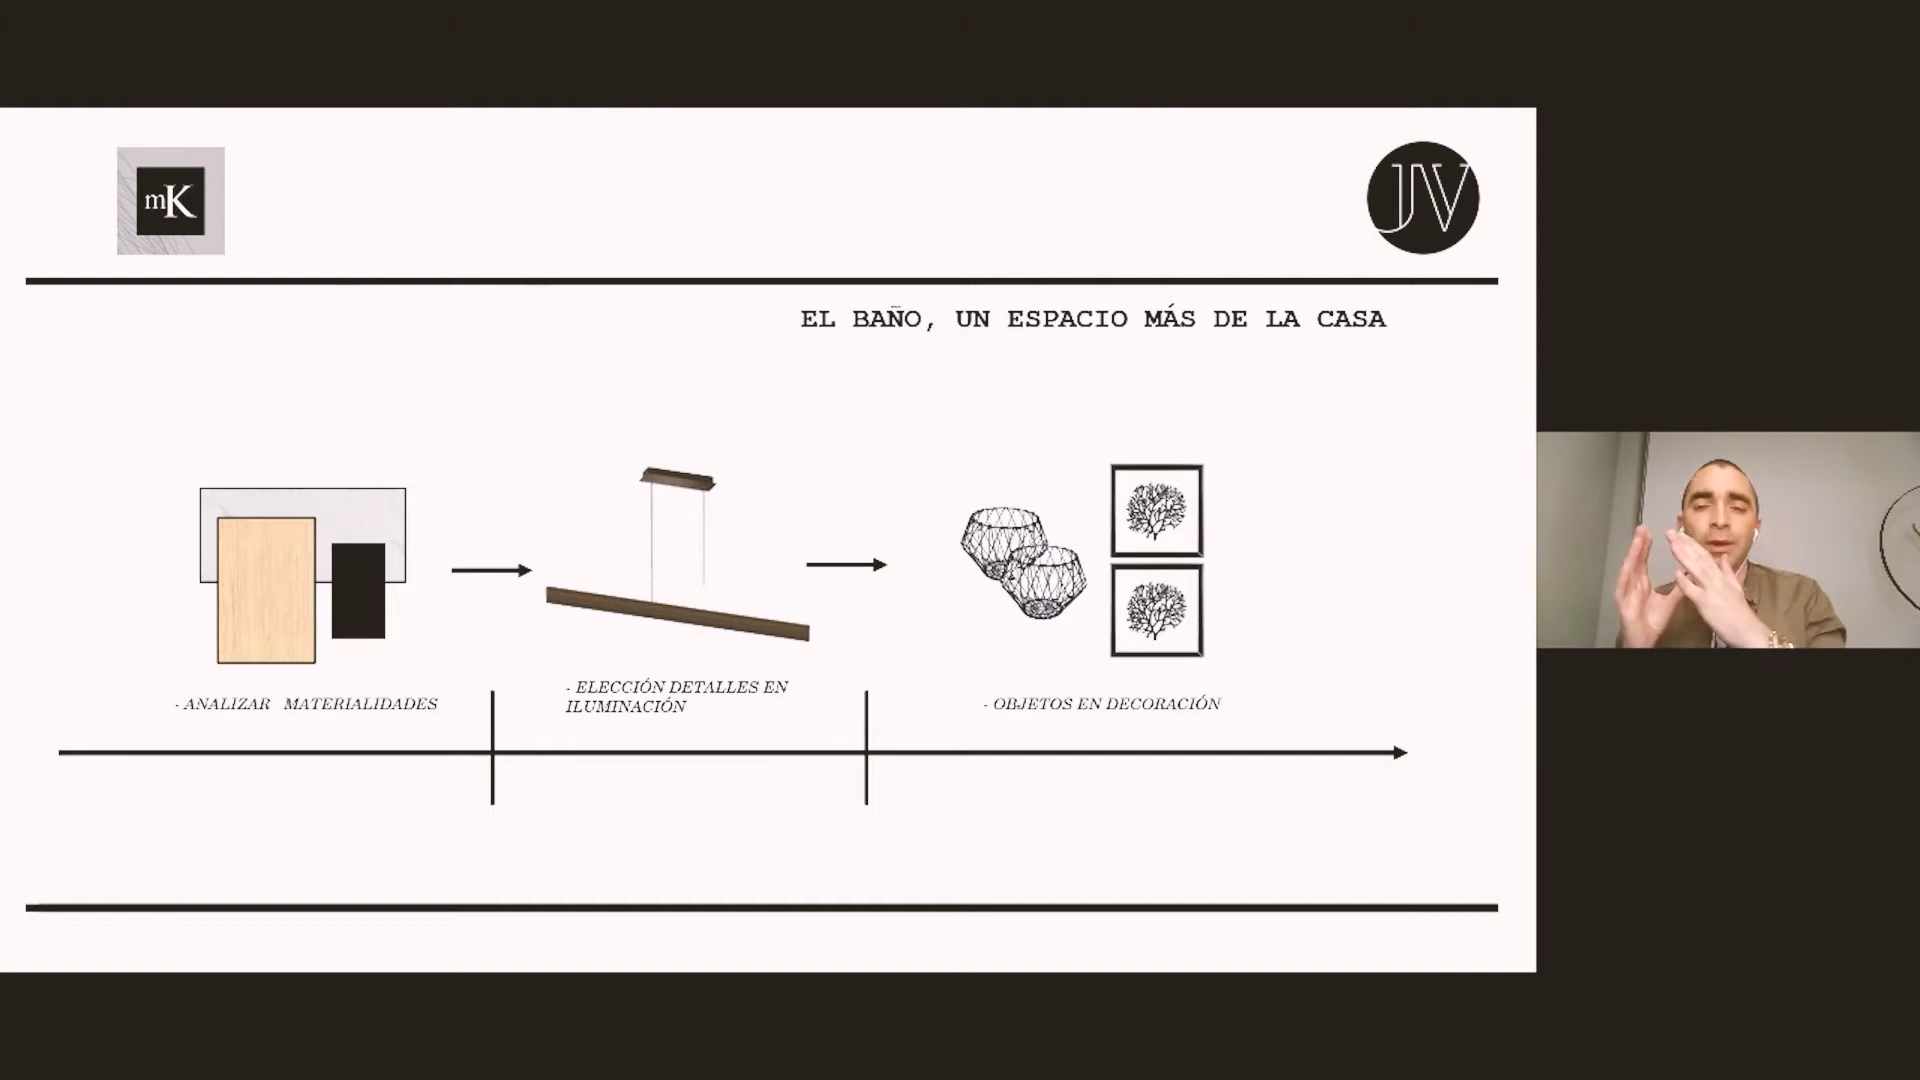 mK
JV
EL BAÑO, UN ESPACIO MÁS DE LA CASA
- ANALIZAR MATERIALIDADES
- ELECCIÓN DETALLES EN
ILUMINACIÓN
- OBJETOS EN DECORACIÓN